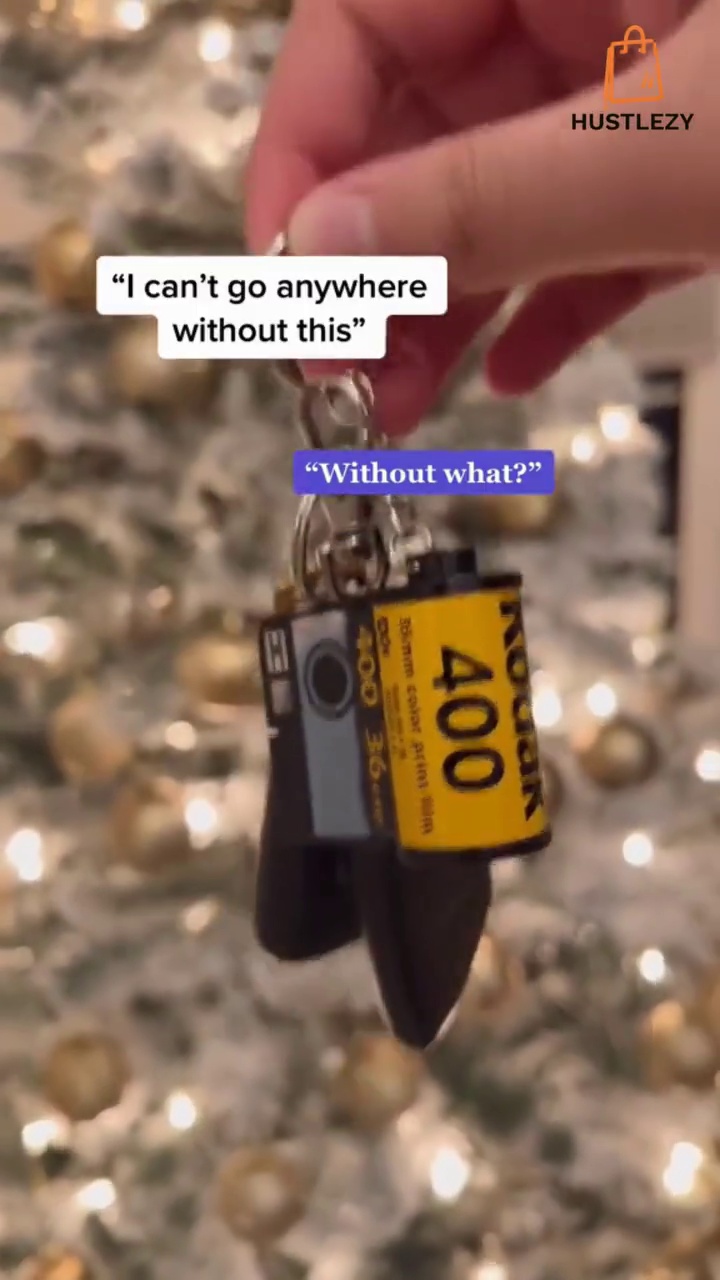 HUSTLEZY
“I can’t go anywhere
without this”
“Without what?”
400 36
35mm color print film
400
Kodak